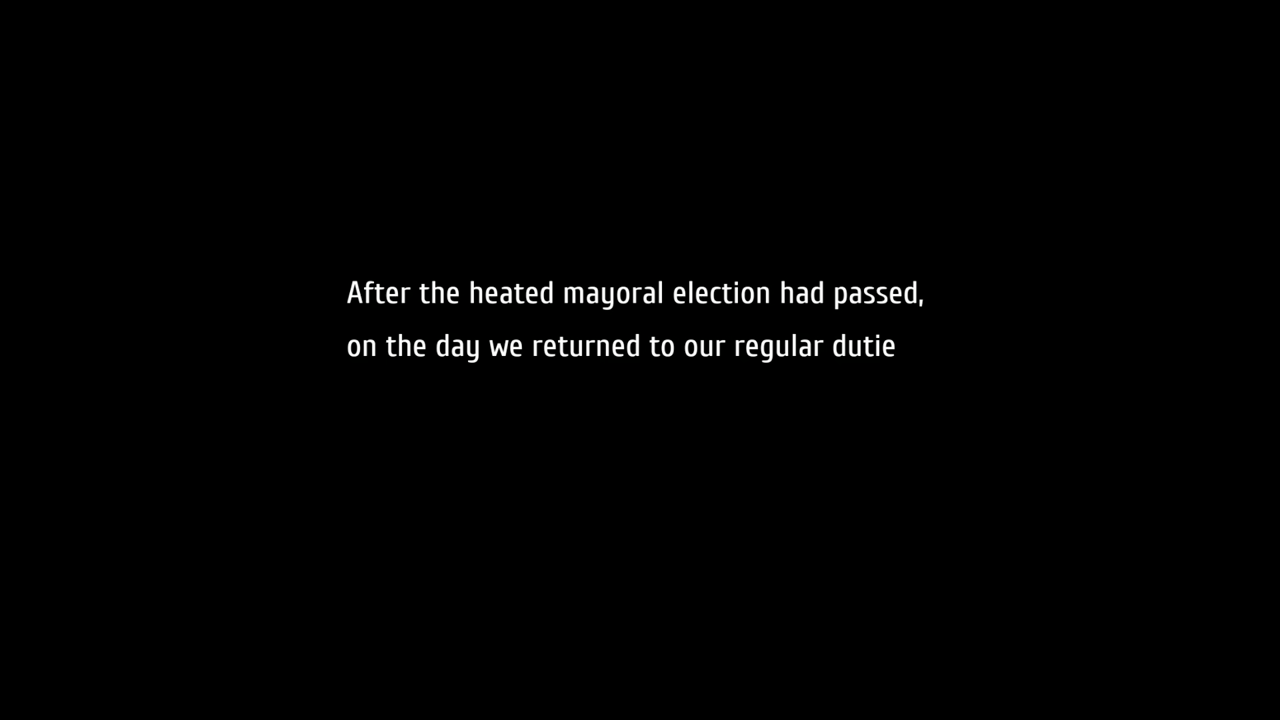 After the heated mayoral election had passed,
on the day we returned to our regular dutie